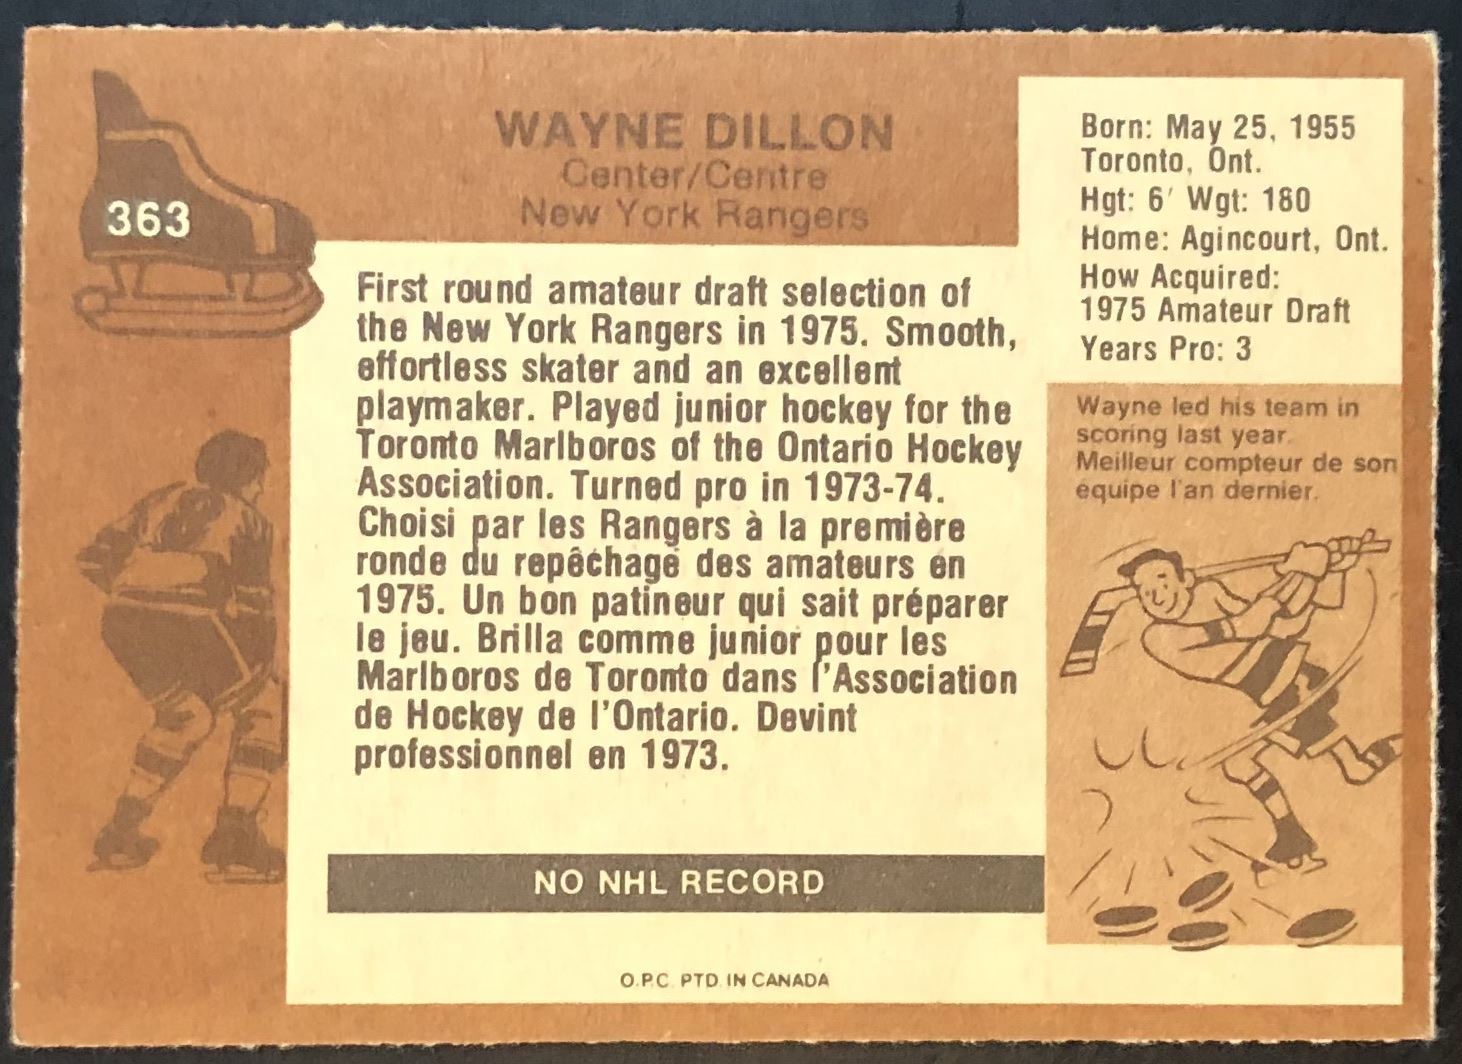 363
WAYNE DILLON
Center/Centre
New York Rangers
Born: May 25, 1955
Toronto, Ont.
Hgt: 6' Wgt: 180
Home: Agincourt, Ont.
How Acquired:
1975 Amateur Draft
Years Pro: 3
First round amateur draft selection of
the New York Rangers in 1975. Smooth,
effortless skater and an excellent
playmaker. Played junior hockey for the
Toronto Marlboros of the Ontario Hockey
Association. Turned pro in 1973-74.
Choisi par les Rangers à la première
ronde du repêchage des amateurs en
1975. Un bon patineur qui sait préparer
le jeu. Brilla comme junior pour les
Marlboros de Toronto dans l'Association
de Hockey de l'Ontario. Devint
professionnel en 1973.
Wayne led his team in
scoring last year.
Meilleur compteur de son
équipe l'an dernier.
NO NHL RECORD
O.P.C. PTD. IN CANADA